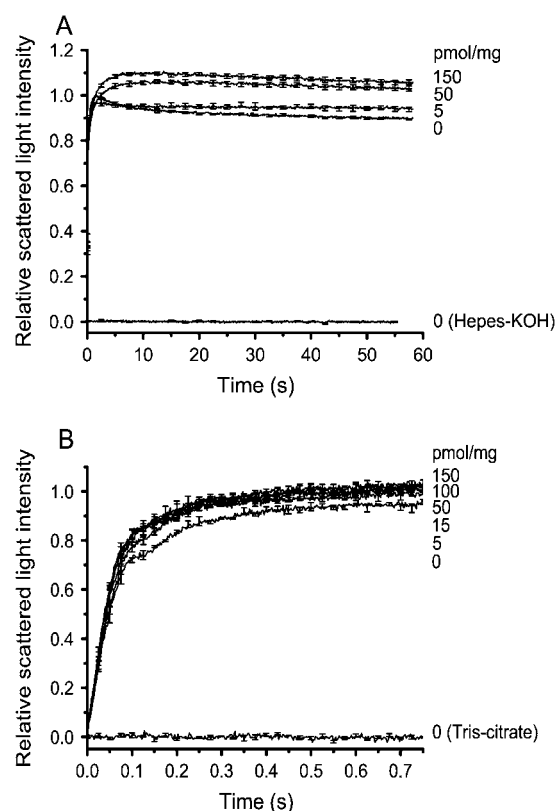 A
Relative scattered light intensity
1.2
1.0
0.8
0.6
0.4
0.2
0.0
0 10 20 30 40 50 60
Time (s)
pmol/mg
150
50
5
0
0 (Hepes-KOH)
B
Relative scattered light intensity
1.0
0.8
0.6
0.4
0.2
0.0
0.0 0.1 0.2 0.3 0.4 0.5 0.6 0.7
Time (s)
pmol/mg
150
100
50
15
5
0
0 (Tris-citrate)